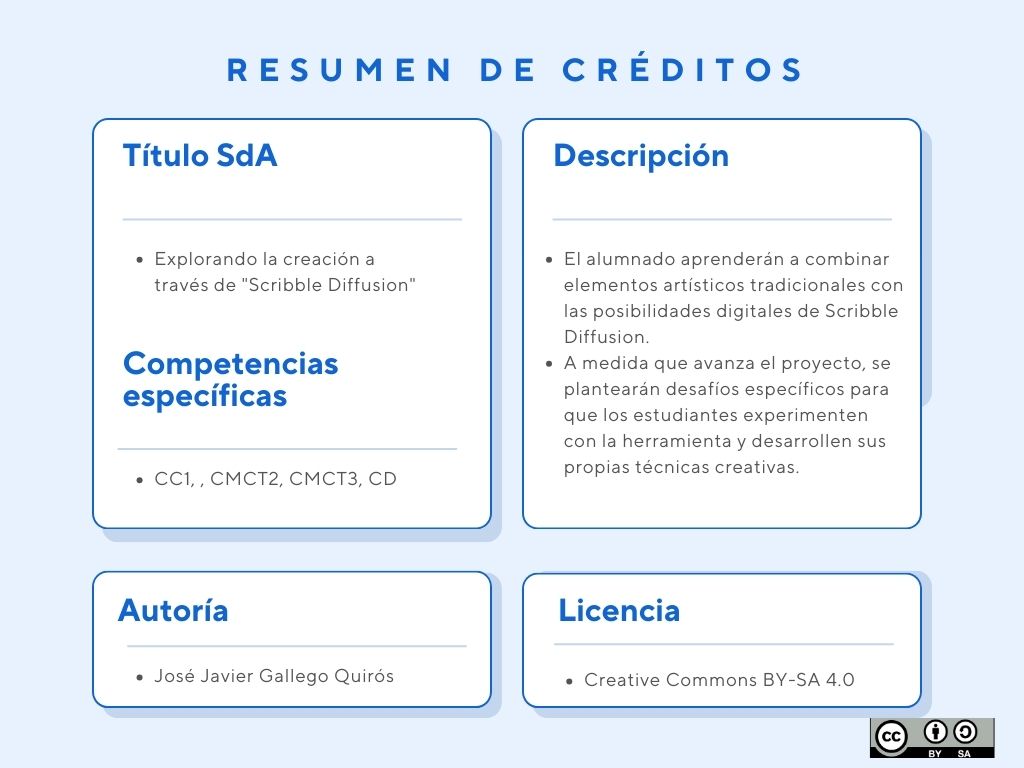 RESUMEN DE CRÉDITOS
Título SdA
Explorando la creación a
través de "Scribble Diffusion"
Competencias
específicas
CC1, , CMCT2, CMCT3, CD
Descripción
El alumnado aprenderán a combinar
elementos artísticos tradicionales con
las posibilidades digitales de Scribble
Diffusion.
A medida que avanza el proyecto, se
plantearán desafíos específicos para
que los estudiantes experimenten
con la herramienta y desarrollen sus
propias técnicas creativas.
Autoría
José Javier Gallego Quirós
Licencia
Creative Commons BY-SA 4.0
cc
BY SA